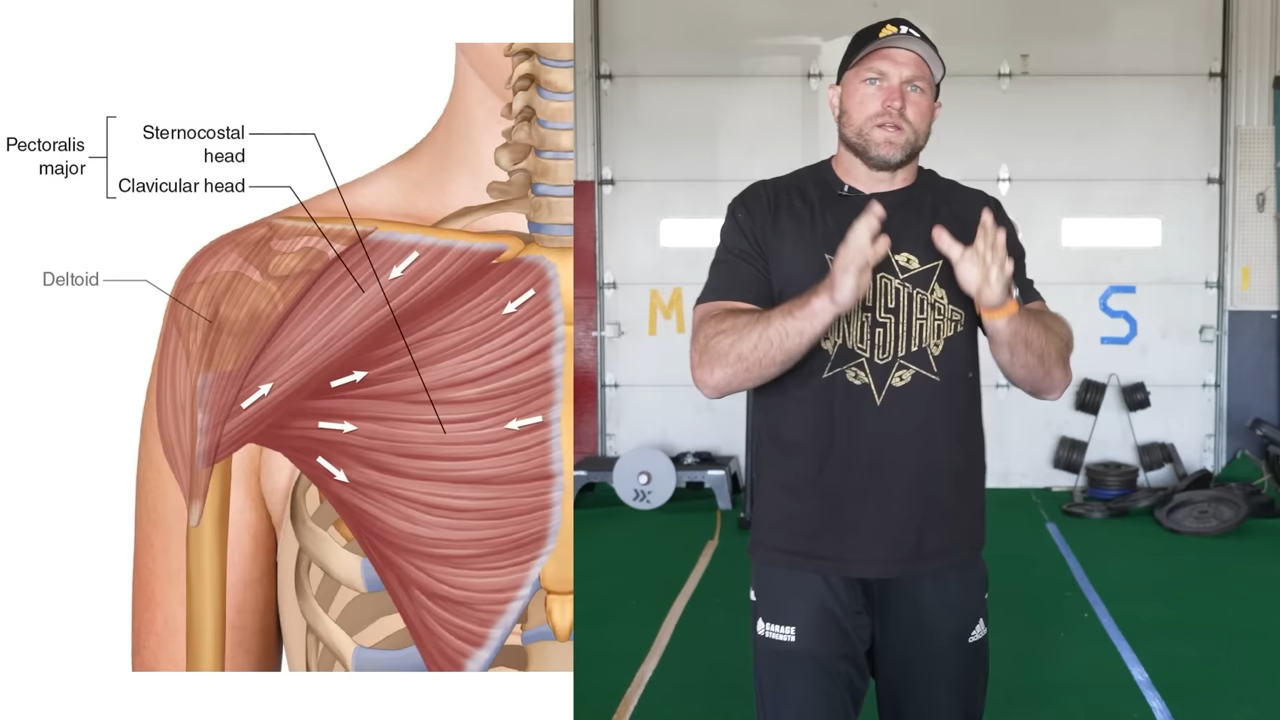 Pectoralis
major
Sternocostal
head
Clavicular head
Deltoid
M
S
GARAGE
STRENGTH